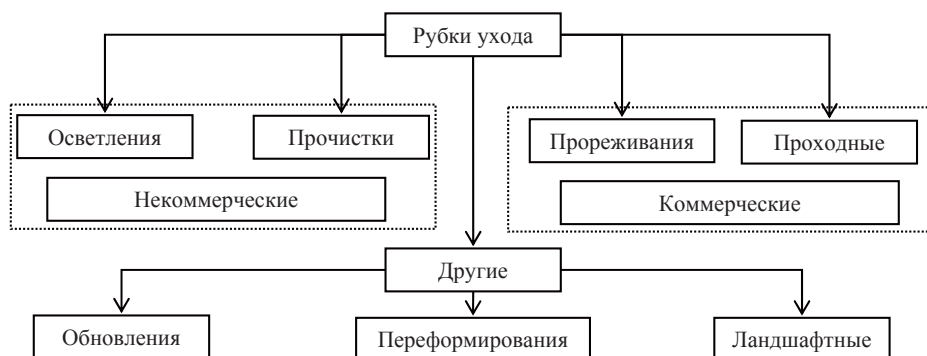 Рубки ухода
Осветления
Прочистки
Прореживания
Проходные
Некоммерческие
Коммерческие
Другие
Обновления
Переформирования
Ландшафтные